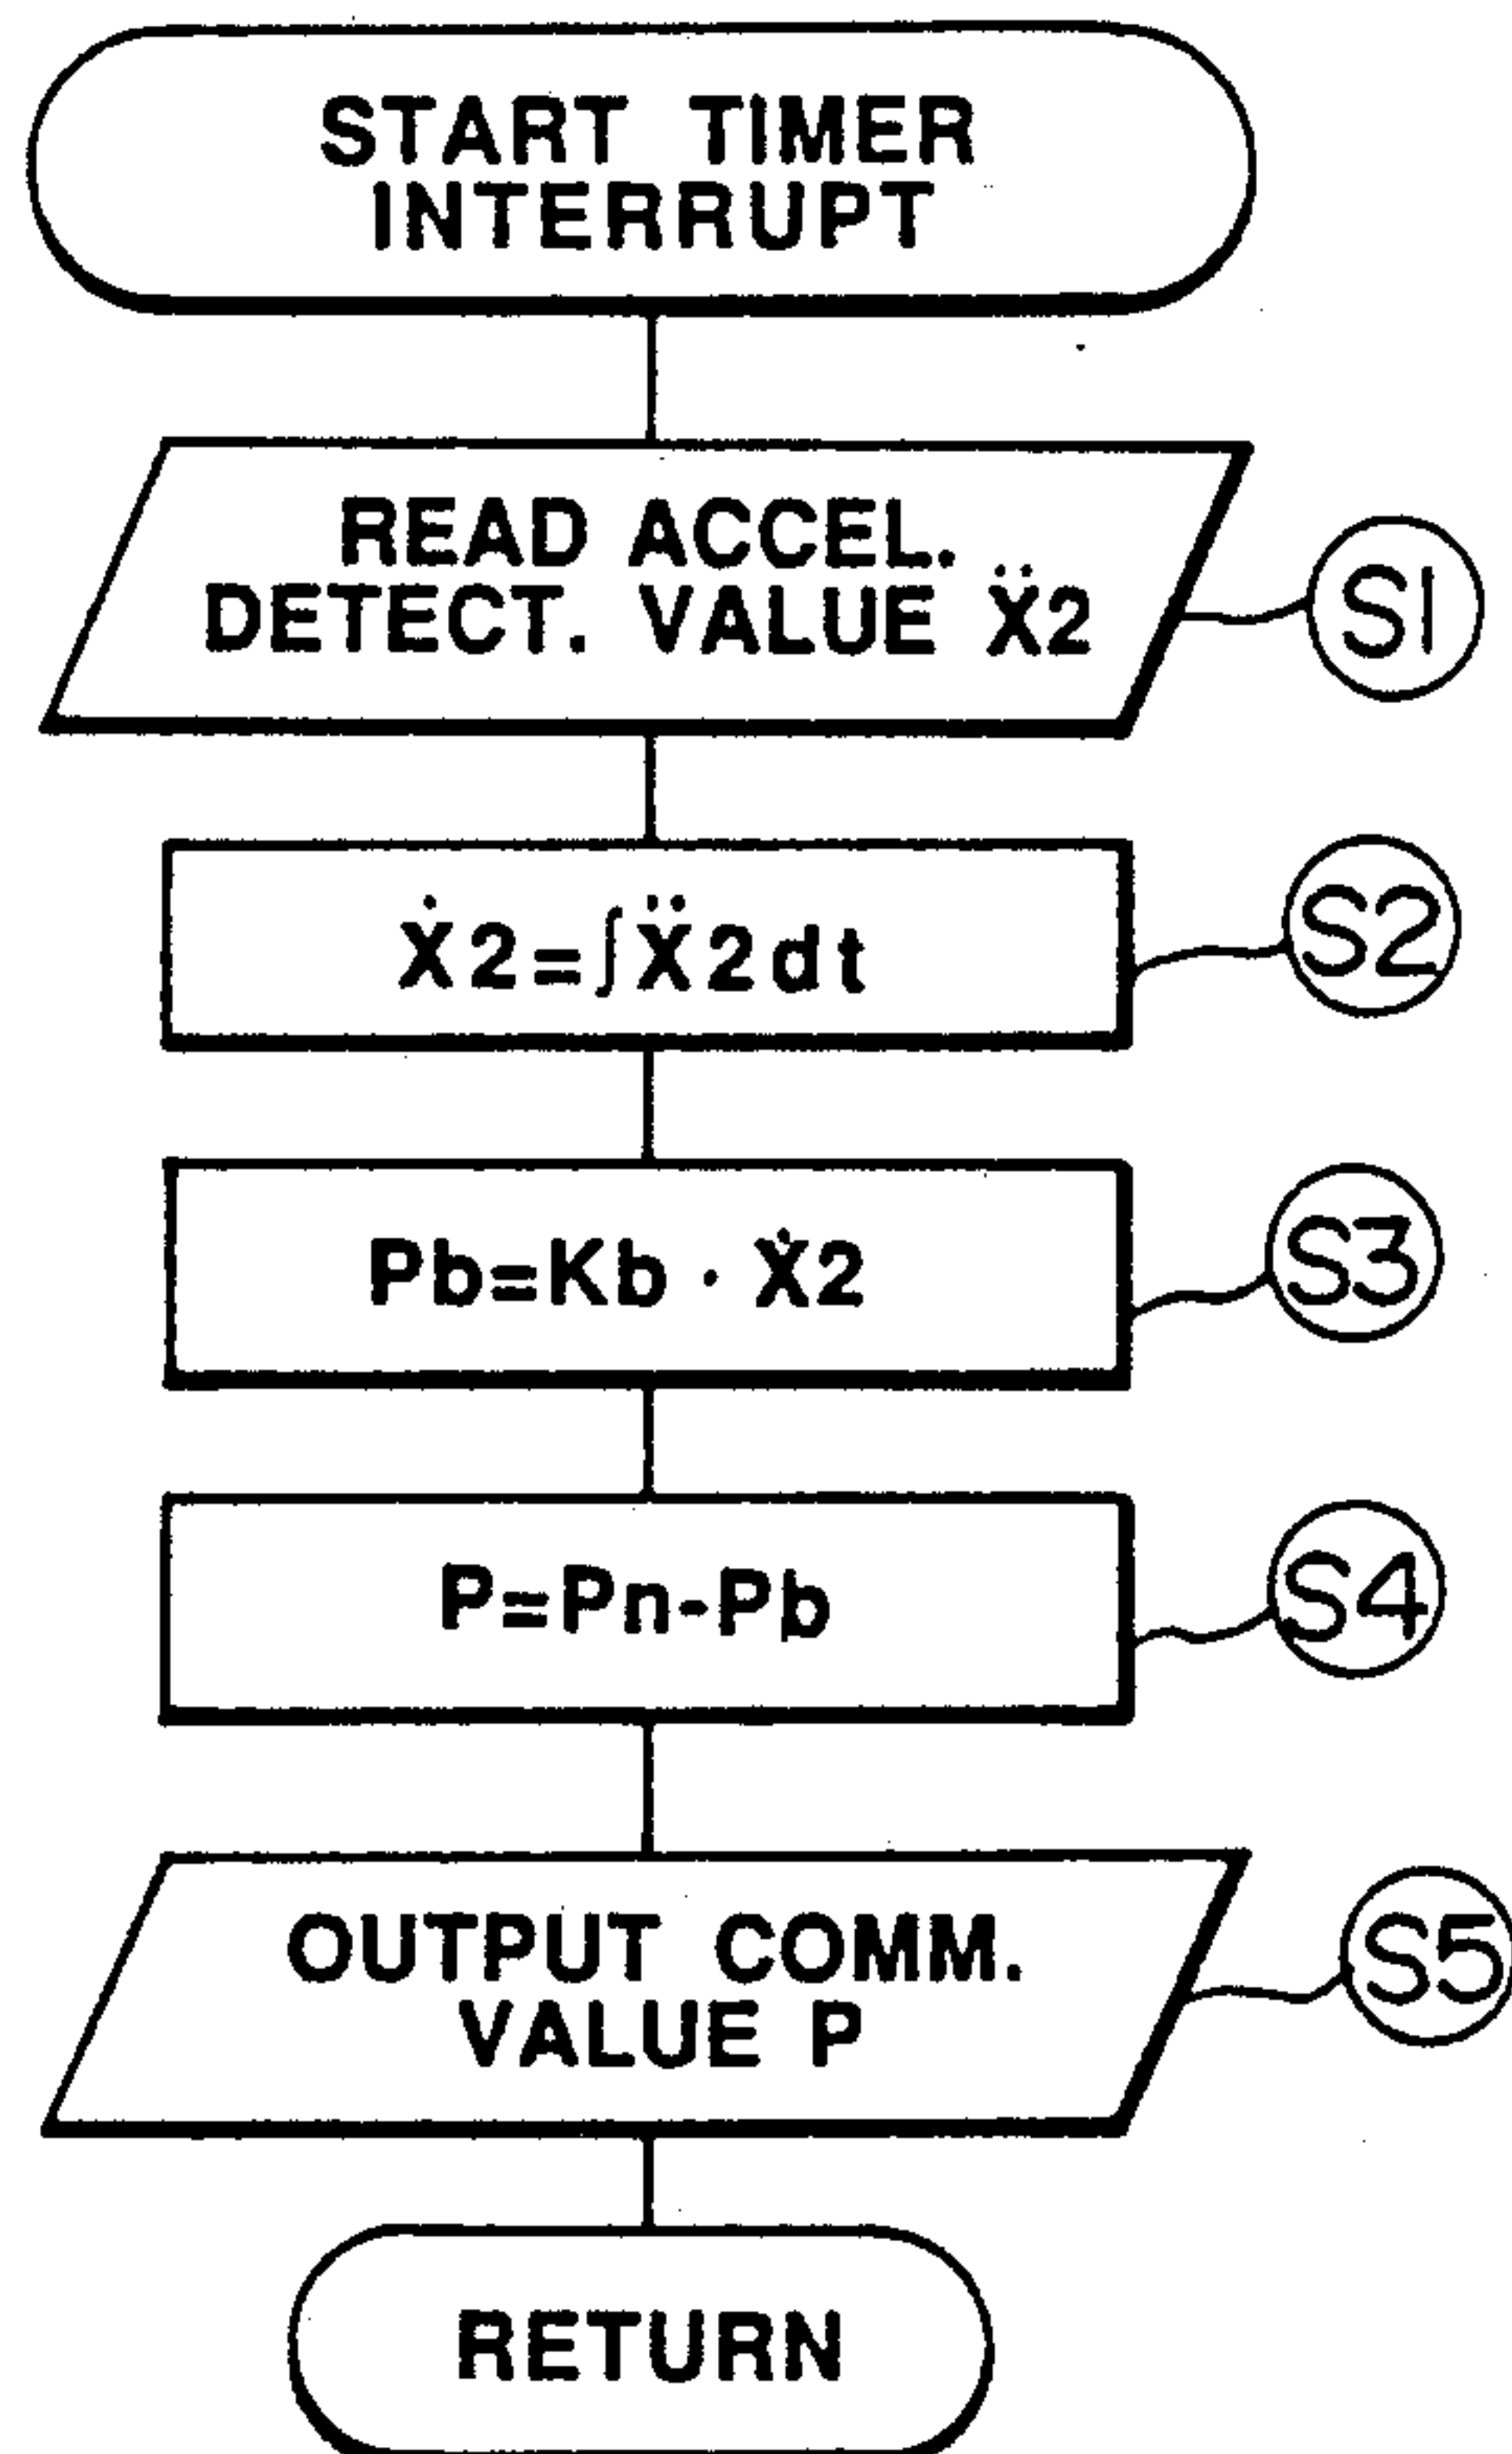 START TIMER
INTERRUPT
READ ACCEL.
DETECT. VALUE Ẍ2
S1
Ẋ2=∫Ẍ2dt
S2
Pb=Kb · Ẋ2
S3
P=Pn-Pb
S4
OUTPUT COMM.
VALUE P
S5
RETURN